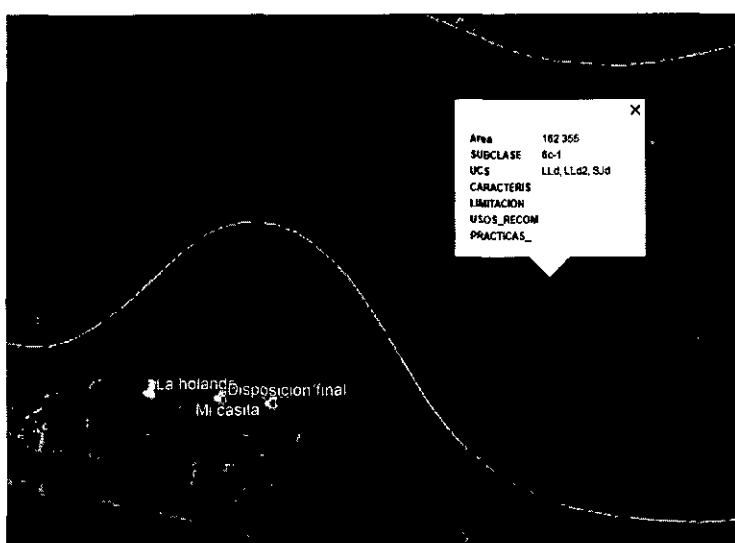 ×
Area 162 355
SUBCLASE 6c-1
UCS LLd, LLd2, SJd
CARACTERIS
LIMITACION
USOS_RECOM
PRACTICAS_
La holanda
Disposicion final
Mi casita